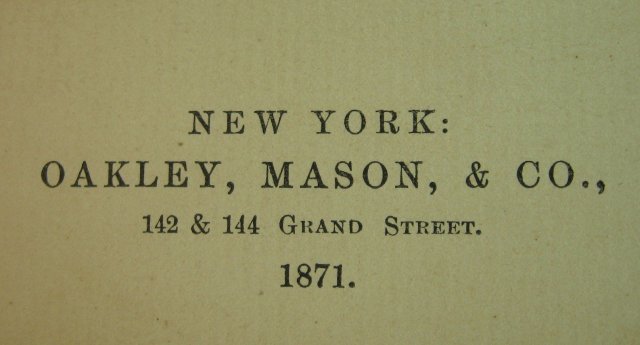 NEW YORK:
OAKLEY, MASON, & CO.,
142 & 144 GRAND STREET.
1871.